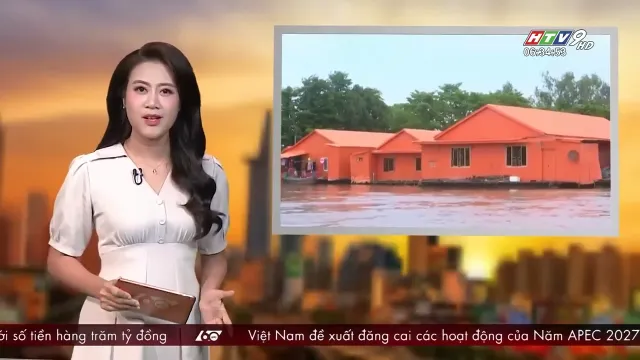 HTV9 HD
06:34:53
ới số tiền hàng trăm tỷ đồng Việt Nam đề xuất đăng cai các hoạt động của Năm APEC 2027